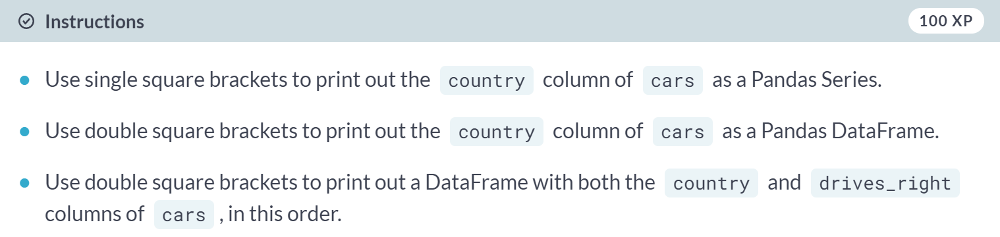 Instructions
100 XP
Use single square brackets to print out the country column of cars as a Pandas Series.
Use double square brackets to print out the country column of cars as a Pandas DataFrame.
Use double square brackets to print out a DataFrame with both the country and drives_right
columns of cars , in this order.